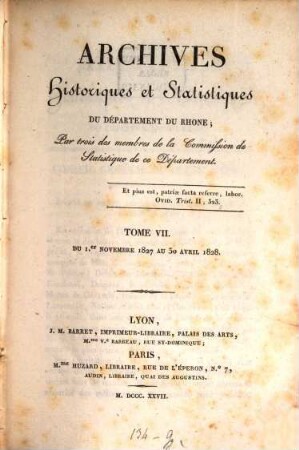 ARCHIVES
Historiques et Statistiques
DU DÉPARTEMENT DU RHONE ;
Par trois des membres de la Commission de
Statistique de ce Département.
Et pius est, patriæ facta referre, labor.
OVID. Trist. II, 323.
TOME VII.
DU 1.er NOVEMBRE 1827 AU 30 AVRIL 1828.
LYON,
J. M. BARRET, IMPRIMEUR-LIBRAIRE, PALAIS DES ARTS ;
M.me V.e BABEAU, RUE ST-DOMINIQUE ;
PARIS,
M.me HUZARD, LIBRAIRE, RUE DE L'ÉPERON, N.º 7,
AUDIN, LIBRAIRE, QUAI DES AUGUSTINS.
M. DCCC. XXVII.